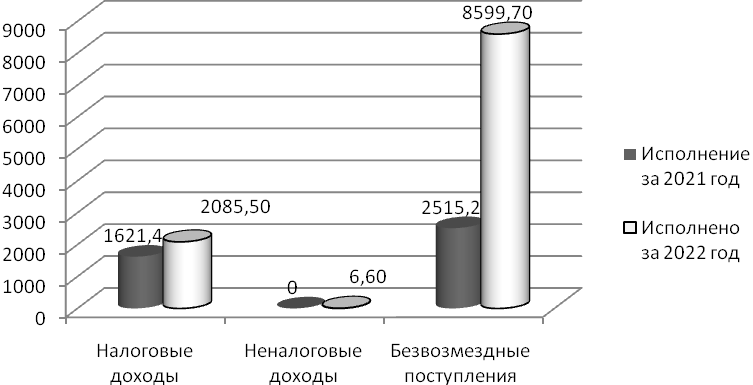 8599,70
9000
8000
7000
6000
5000
4000
3000
2000
1000
0
1621,4
2085,50
0
6,60
2515,2
Налоговые
доходы
Неналоговые
доходы
Безвозмездные
поступления
Исполнение
за 2021 год
Исполнено
за 2022 год